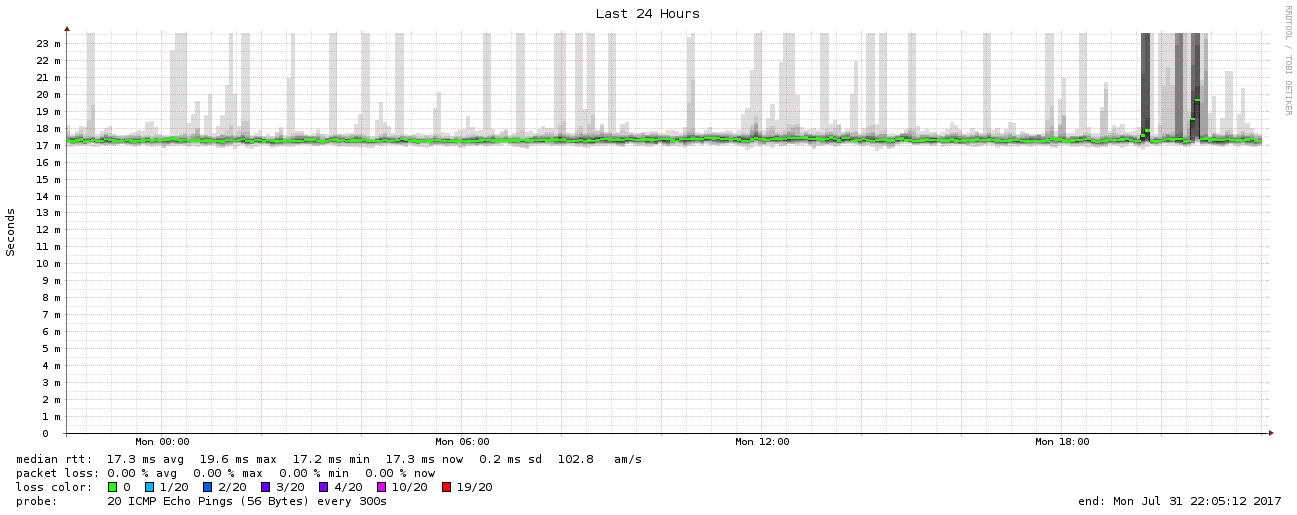 Last 24 Hours
RRDTOOL / TOBI OETIKER
Seconds
23 m
22 m
21 m
20 m
19 m
18 m
17 m
16 m
15 m
14 m
13 m
12 m
11 m
10 m
9 m
8 m
7 m
6 m
5 m
4 m
3 m
2 m
1 m
0
Mon 00:00 Mon 06:00 Mon 12:00 Mon 18:00
median rtt: 17.3 ms avg 19.6 ms max 17.2 ms min 17.3 ms now 0.2 ms sd 102.8 am/s
packet loss: 0.00 % avg 0.00 % max 0.00 % min 0.00 % now
loss color: 0 1/20 2/20 3/20 4/20 10/20 19/20
probe: 20 ICMP Echo Pings (56 Bytes) every 300s end: Mon Jul 31 22:05:12 2017